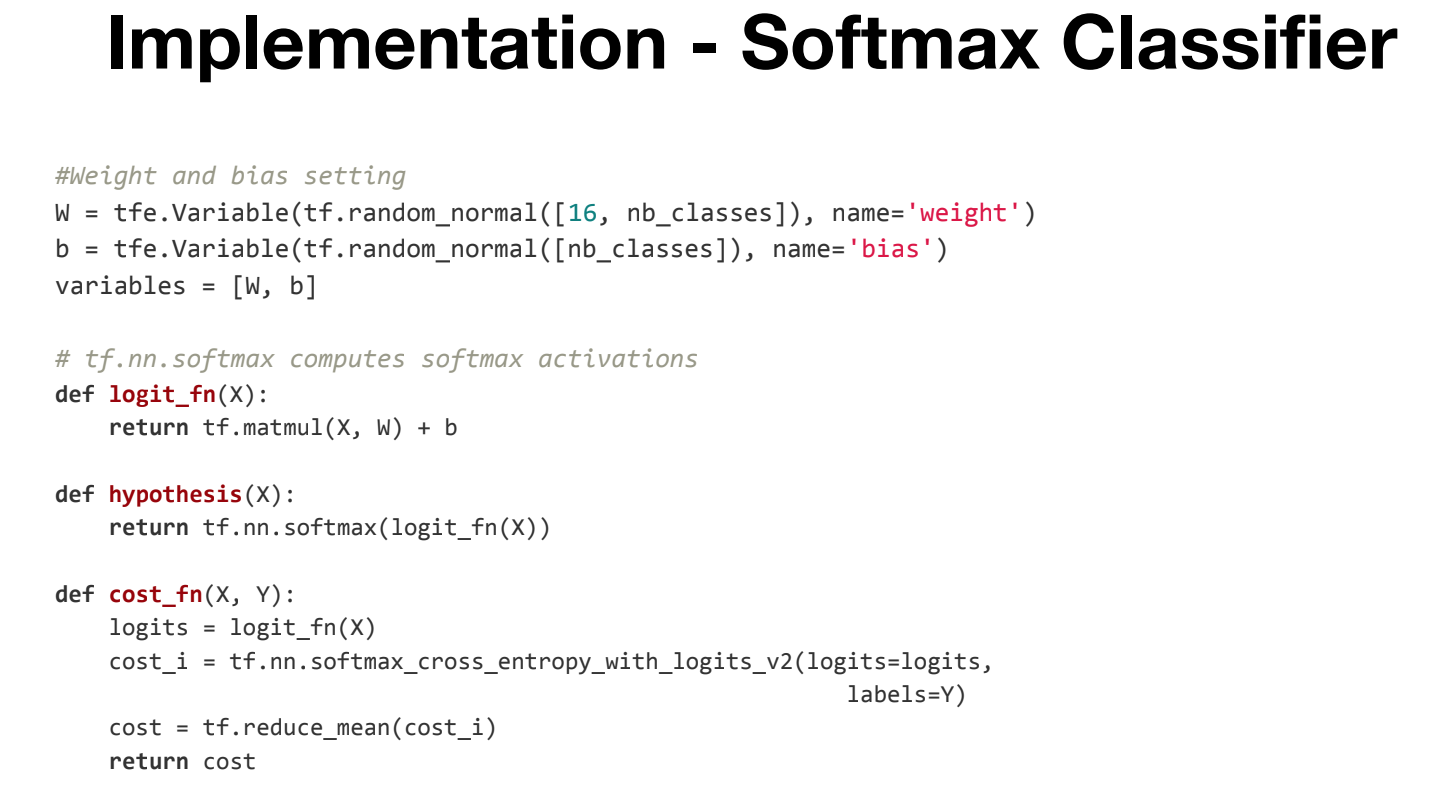 Implementation - Softmax Classifier
#Weight and bias setting
W = tfe.Variable(tf.random_normal([16, nb_classes]), name='weight')
b = tfe.Variable(tf.random_normal([nb_classes]), name='bias')
variables = [W, b]
# tf.nn.softmax computes softmax activations
def logit_fn(X):
    return tf.matmul(X, W) + b
def hypothesis(X):
    return tf.nn.softmax(logit_fn(X))
def cost_fn(X, Y):
    logits = logit_fn(X)
    cost_i = tf.nn.softmax_cross_entropy_with_logits_v2(logits=logits,
                                                           labels=Y)
    cost = tf.reduce_mean(cost_i)
    return cost